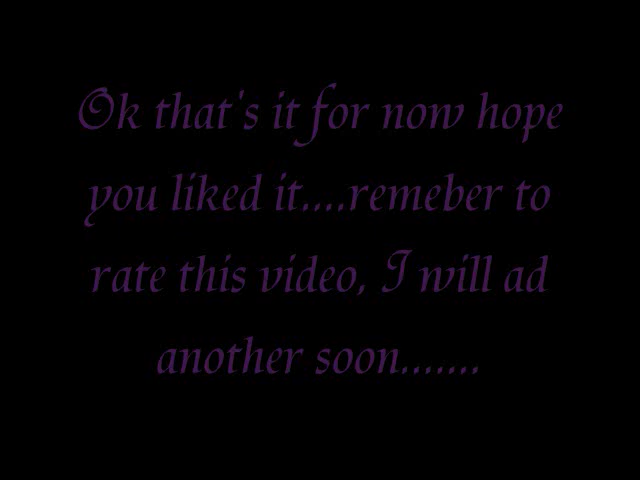 Ok that's it for now hope
you liked it....remeber to
rate this video, I will ad
another soon.......